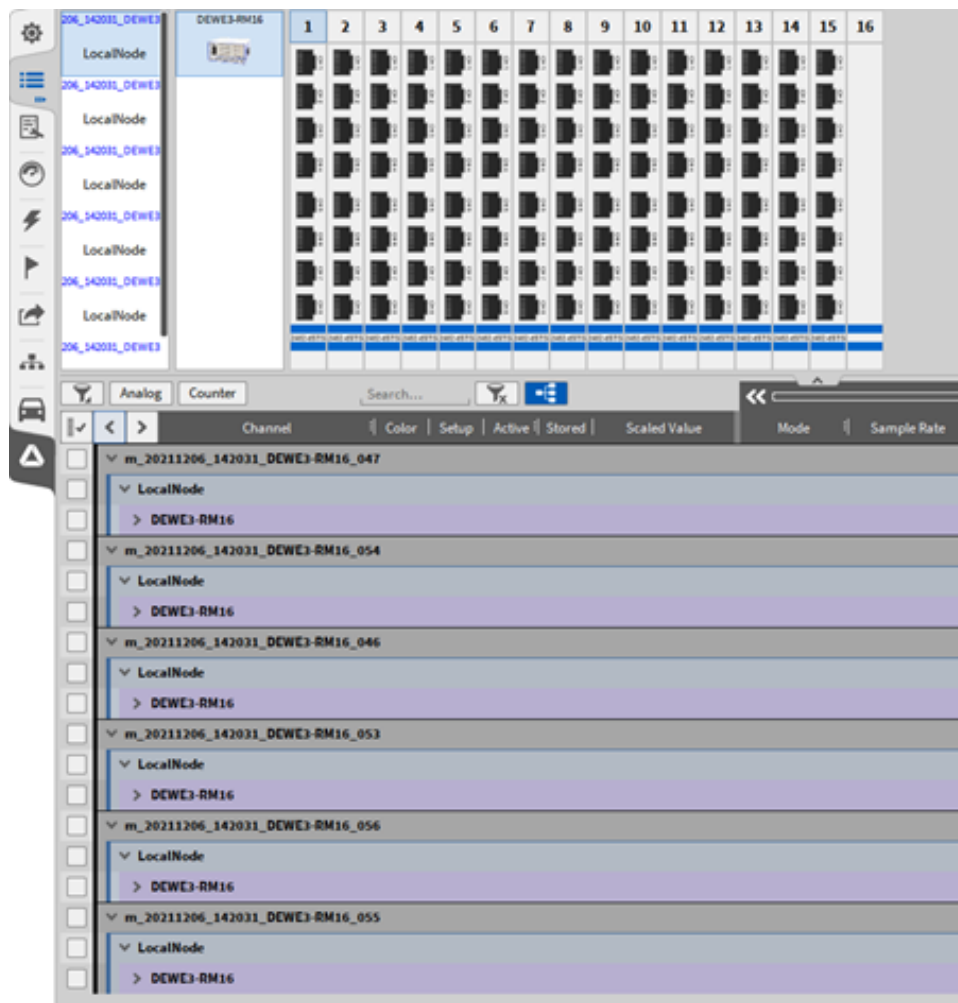 206_142031_DEWE3
LocalNode
206_142031_DEWE3
LocalNode
206_142031_DEWE3
LocalNode
206_142031_DEWE3
LocalNode
206_142031_DEWE3
LocalNode
206_142031_DEWE3
DEWE3-RM16
1 2 3 4 5 6 7 8 9 10 11 12 13 14 15 16
Analog Counter Search...
Channel Color Setup Active Stored Scaled Value Mode Sample Rate
m_20211206_142031_DEWE3-RM16_047
LocalNode
DEWE3-RM16
m_20211206_142031_DEWE3-RM16_054
LocalNode
DEWE3-RM16
m_20211206_142031_DEWE3-RM16_046
LocalNode
DEWE3-RM16
m_20211206_142031_DEWE3-RM16_053
LocalNode
DEWE3-RM16
m_20211206_142031_DEWE3-RM16_056
LocalNode
DEWE3-RM16
m_20211206_142031_DEWE3-RM16_055
LocalNode
DEWE3-RM16